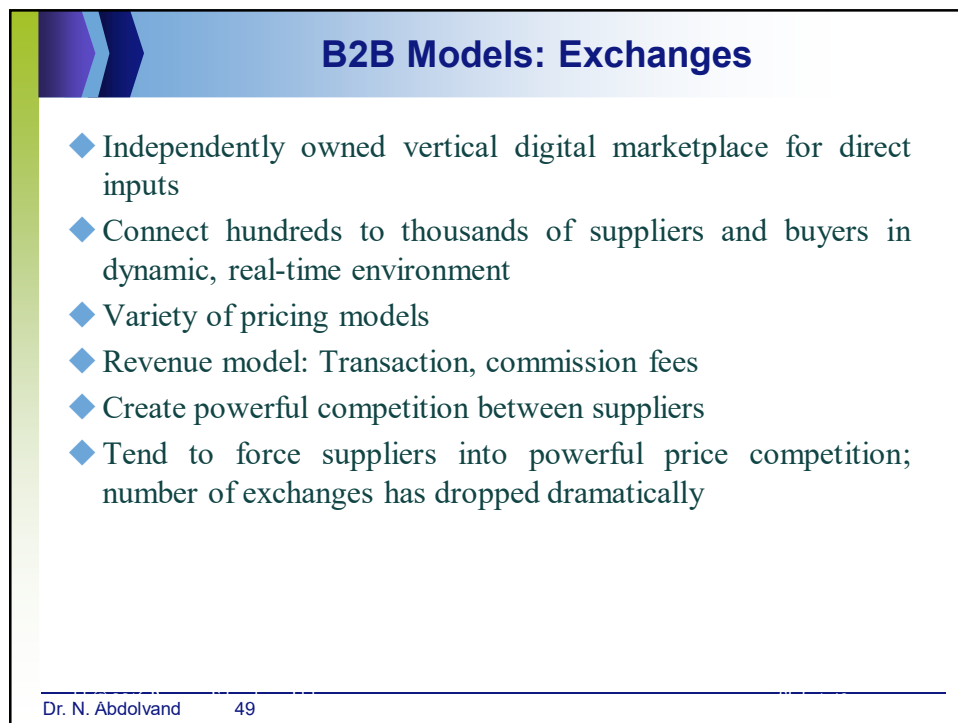 B2B Models: Exchanges
Independently owned vertical digital marketplace for direct
inputs
Connect hundreds to thousands of suppliers and buyers in
dynamic, real-time environment
Variety of pricing models
Revenue model: Transaction, commission fees
Create powerful competition between suppliers
Tend to force suppliers into powerful price competition;
number of exchanges has dropped dramatically
Dr. N. Abdolvand 49